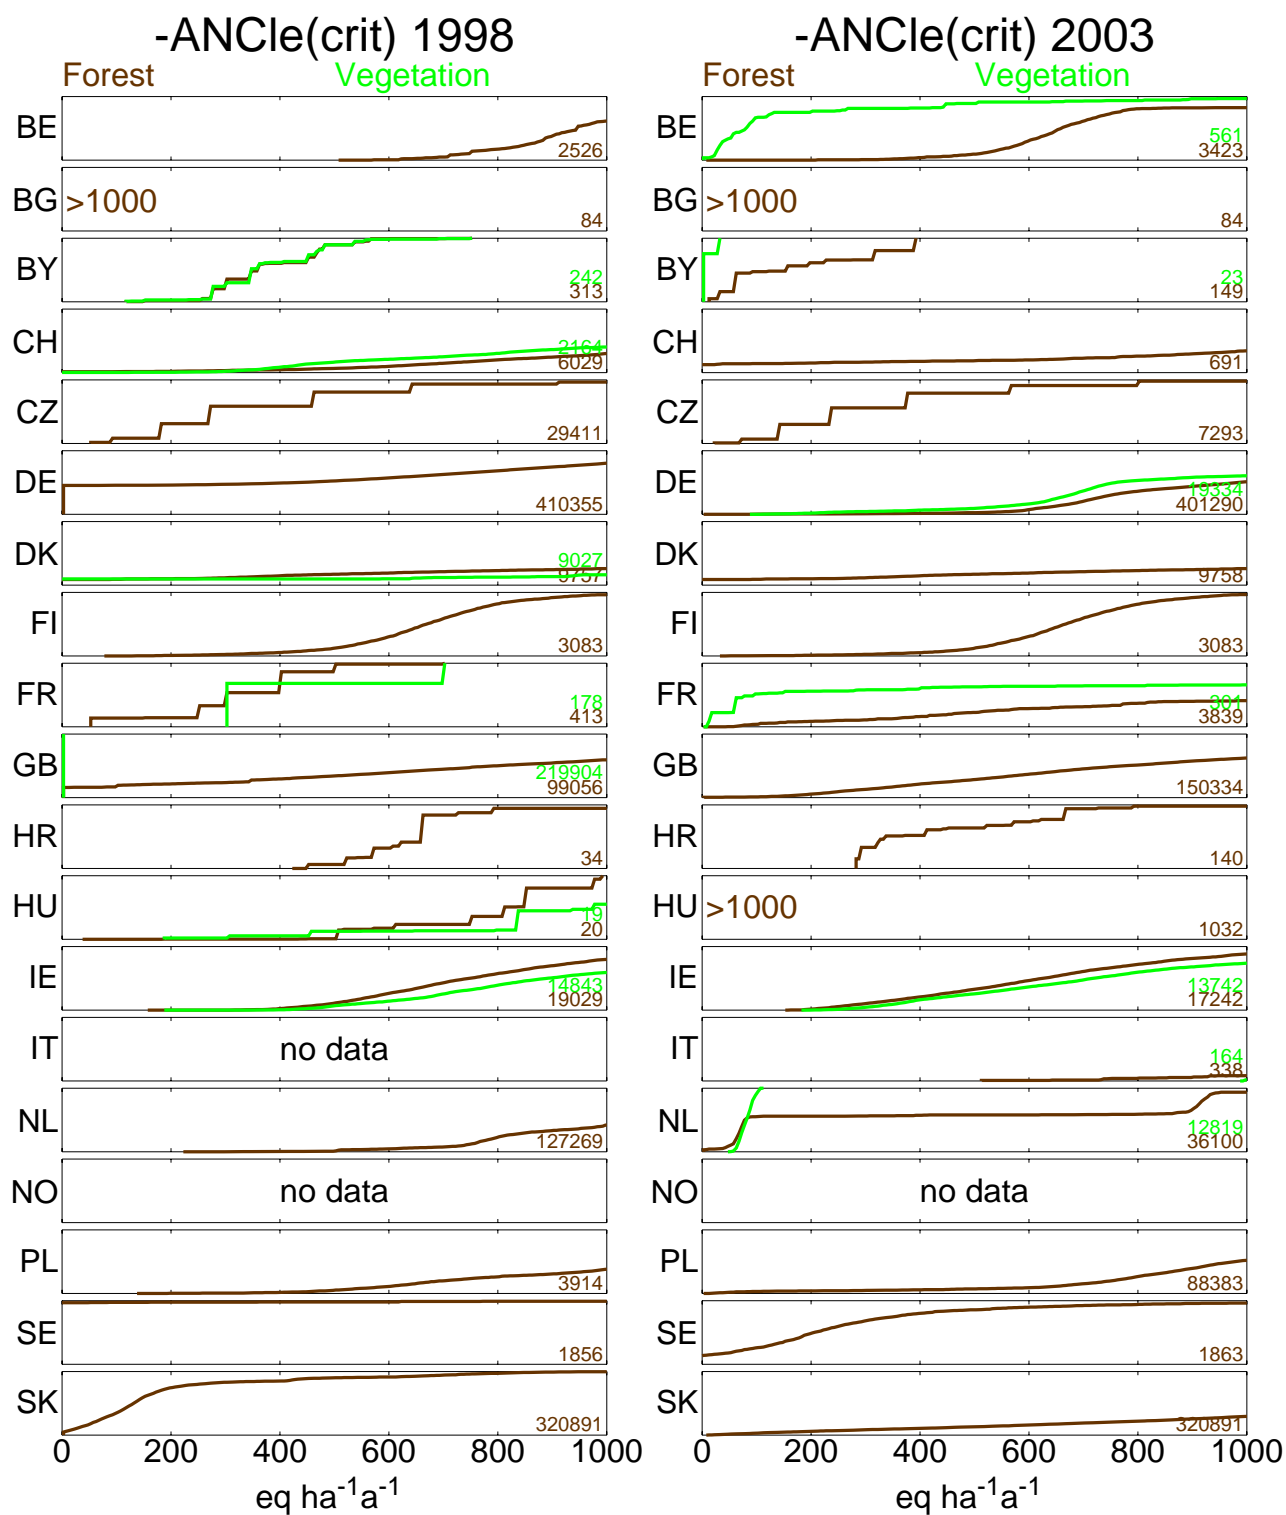 -ANCle(crit) 1998
Forest Vegetation
BE 2526
BG >1000 84
BY 242
313
CH 2164
6029
CZ 29411
DE 410355
DK 9027
9757
FI 3083
FR 178
413
GB 219904
99056
HR 34
HU 19
20
IE 14843
19029
IT no data
NL 127269
NO no data
PL 3914
SE 1856
SK 320891
0 200 400 600 800 1000
eq ha-1a-1
-ANCle(crit) 2003
Forest Vegetation
BE 561
3423
BG >1000 84
BY 23
149
CH 691
CZ 7293
DE 19334
401290
DK 9758
FI 3083
FR 301
3839
GB 150334
HR 140
HU >1000 1032
IE 13742
17242
IT 164
338
NL 12819
36100
NO no data
PL 88383
SE 1863
SK 320891
0 200 400 600 800 1000
eq ha-1a-1